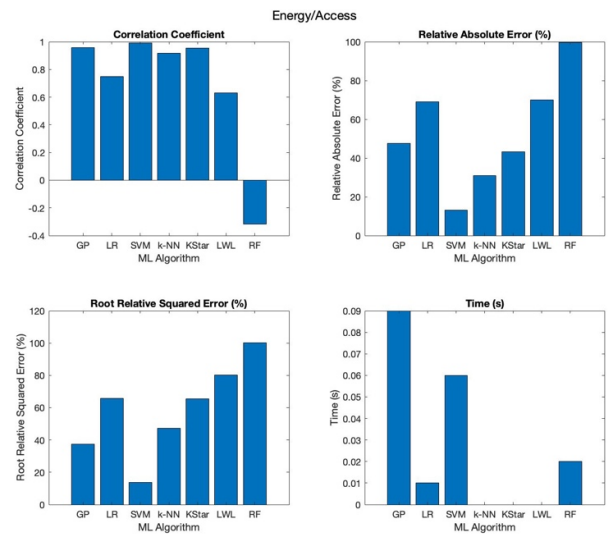 Energy/Access
Correlation Coefficient
Correlation Coefficient
1
0.8
0.6
0.4
0.2
0
-0.2
-0.4
GP LR SVM k-NN KStar LWL RF
ML Algorithm
Relative Absolute Error (%)
Relative Absolute Error (%)
100
80
60
40
20
0
GP LR SVM k-NN KStar LWL RF
ML Algorithm
Root Relative Squared Error (%)
Root Relative Squared Error (%)
120
100
80
60
40
20
0
GP LR SVM k-NN KStar LWL RF
ML Algorithm
Time (s)
Time (s)
0.09
0.08
0.07
0.06
0.05
0.04
0.03
0.02
0.01
0
GP LR SVM k-NN KStar LWL RF
ML Algorithm